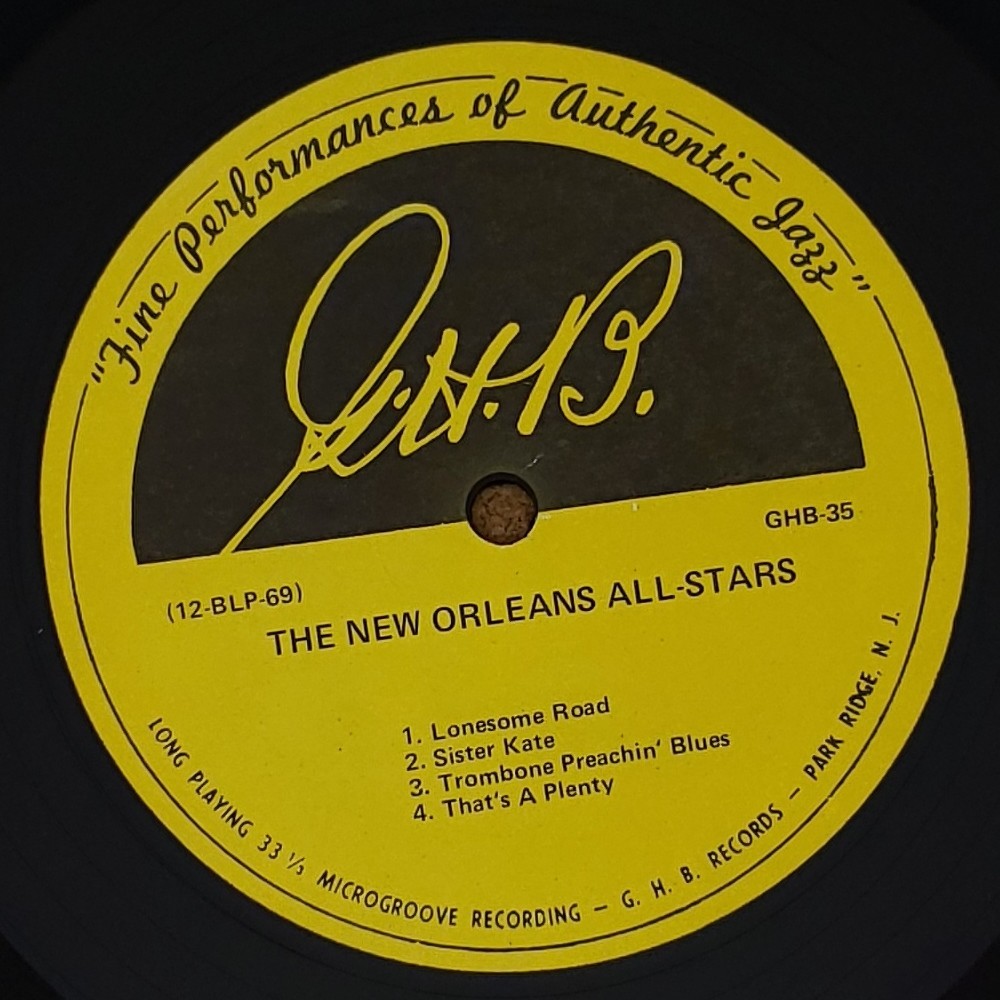 "Fine Performances of Authentic Jazz"
G.H.B.
GHB-35
(12-BLP-69)
THE NEW ORLEANS ALL-STARS
1. Lonesome Road
2. Sister Kate
3. Trombone Preachin' Blues
4. That's A Plenty
LONG PLAYING 33 ⅓ MICROGROOVE RECORDING — G. H. B. RECORDS — PARK RIDGE, N. J.